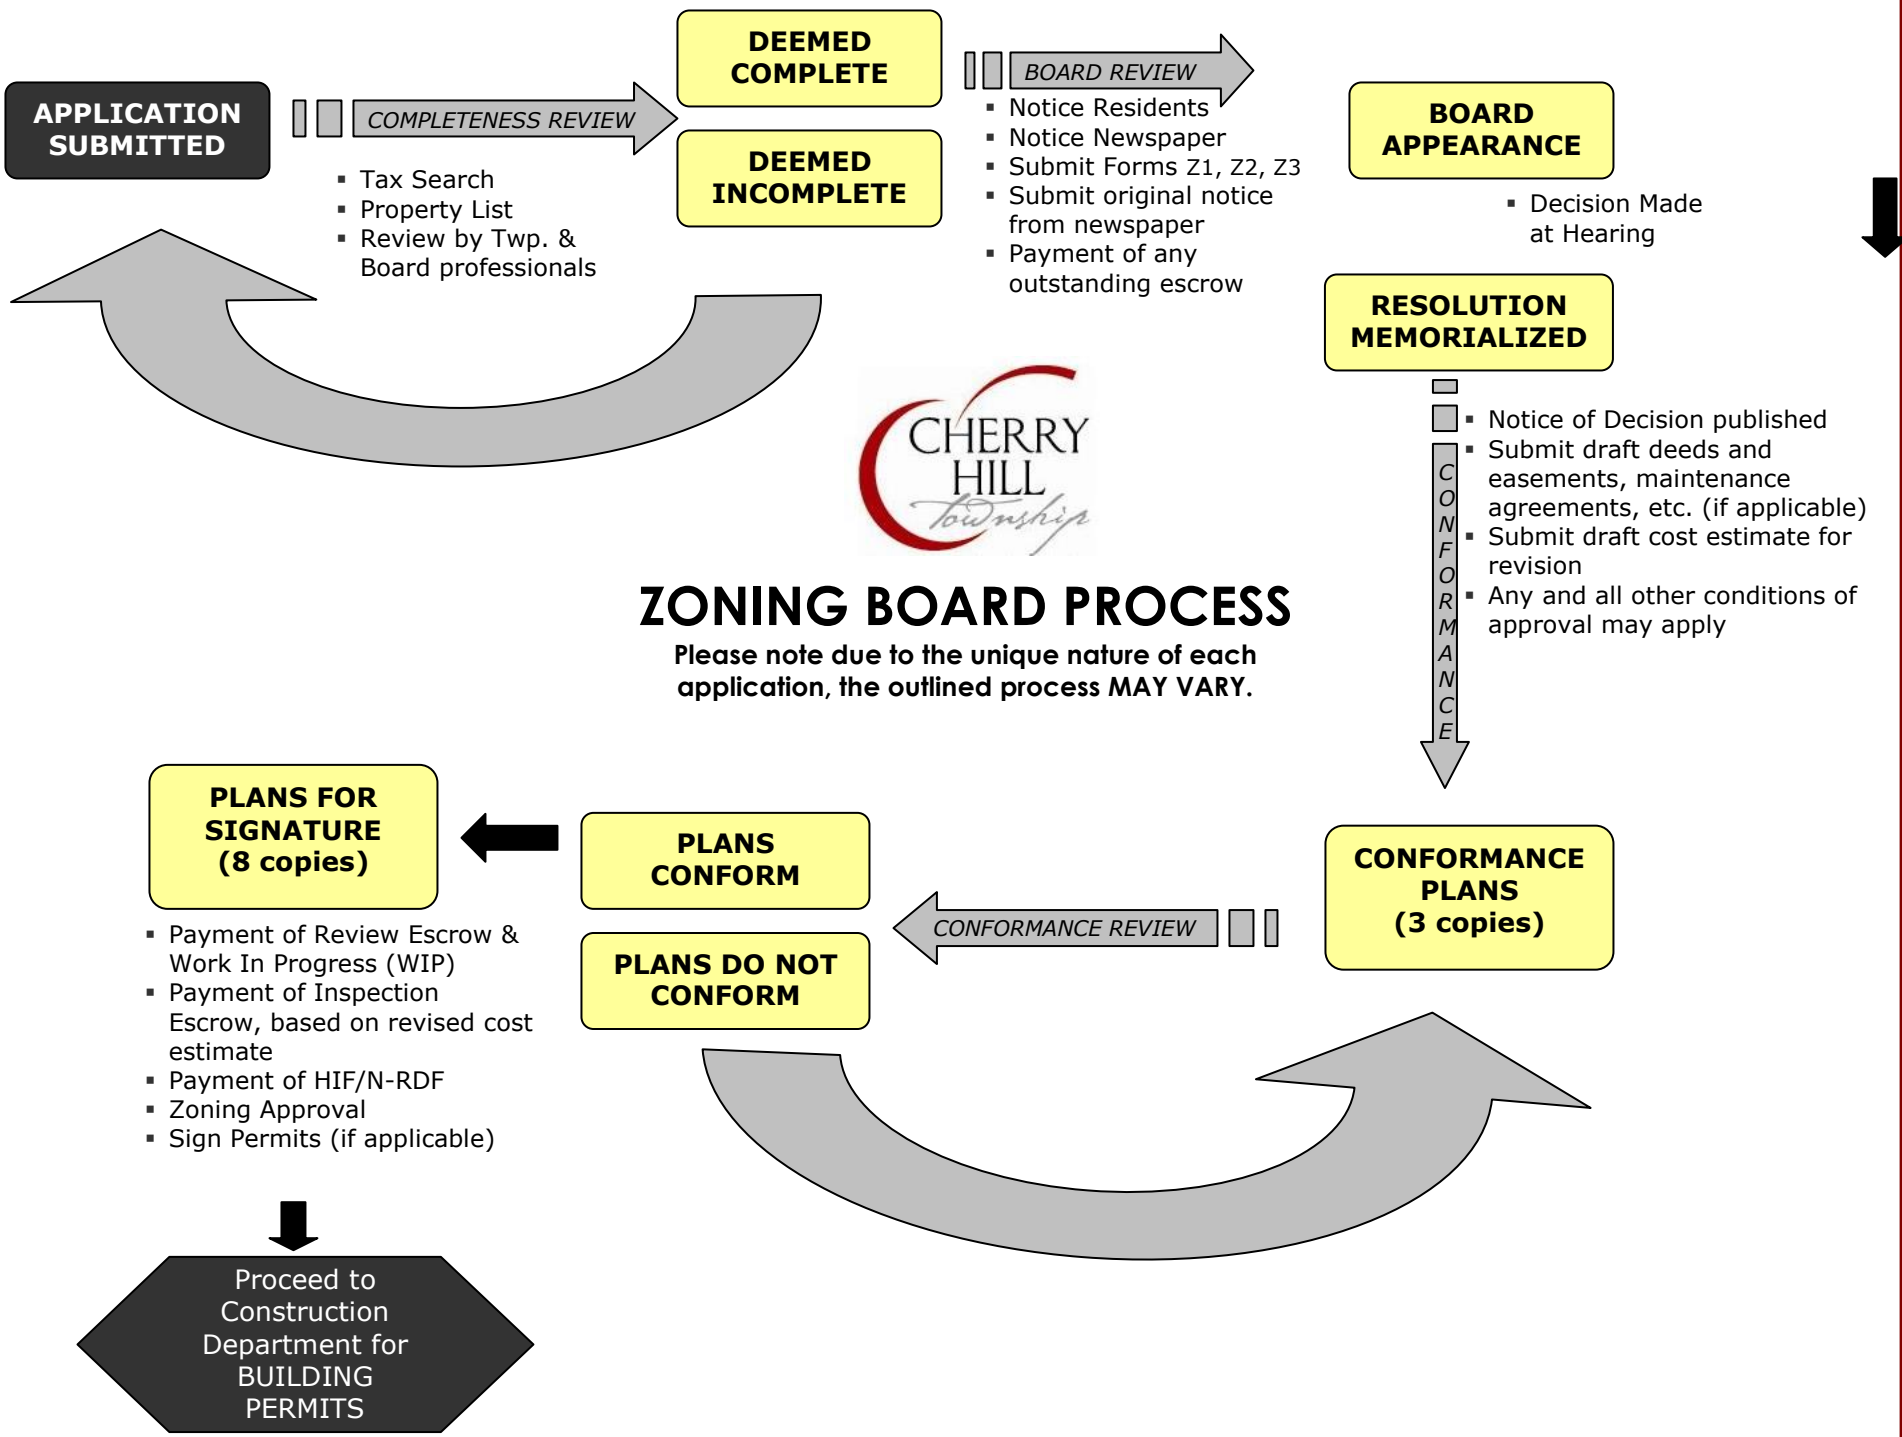 APPLICATION
SUBMITTED
COMPLETENESS REVIEW
▪ Tax Search
▪ Property List
▪ Review by Twp. &
Board professionals
DEEMED
COMPLETE
DEEMED
INCOMPLETE
BOARD REVIEW
▪ Notice Residents
▪ Notice Newspaper
▪ Submit Forms Z1, Z2, Z3
▪ Submit original notice
from newspaper
▪ Payment of any
outstanding escrow
BOARD
APPEARANCE
▪ Decision Made
at Hearing
RESOLUTION
MEMORIALIZED
CONFORMANCE
▪ Notice of Decision published
▪ Submit draft deeds and
easements, maintenance
agreements, etc. (if applicable)
▪ Submit draft cost estimate for
revision
▪ Any and all other conditions of
approval may apply
CHERRY
HILL
Township
ZONING BOARD PROCESS
Please note due to the unique nature of each
application, the outlined process MAY VARY.
CONFORMANCE
PLANS
(3 copies)
CONFORMANCE REVIEW
PLANS
CONFORM
PLANS DO NOT
CONFORM
PLANS FOR
SIGNATURE
(8 copies)
▪ Payment of Review Escrow &
Work In Progress (WIP)
▪ Payment of Inspection
Escrow, based on revised cost
estimate
▪ Payment of HIF/N-RDF
▪ Zoning Approval
▪ Sign Permits (if applicable)
Proceed to
Construction
Department for
BUILDING
PERMITS